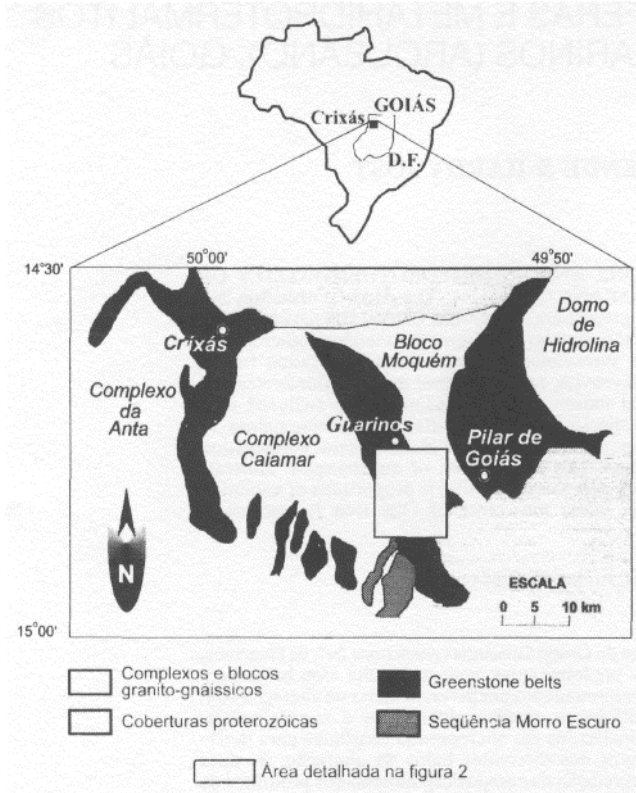 GOIÁS
Crixás
D.F.
14°30'
50°00'
49°50'
Domo
de
Hidrolina
Crixás
Bloco
Moquém
Complexo
da
Anta
Guarinos
Complexo
Caiamar
Pilar de
Goiás
N
ESCALA
0 5 10 km
15°00'
Complexos e blocos
granito-gnáissicos
Greenstone belts
Coberturas proterozóicas
Seqüência Morro Escuro
Área detalhada na figura 2